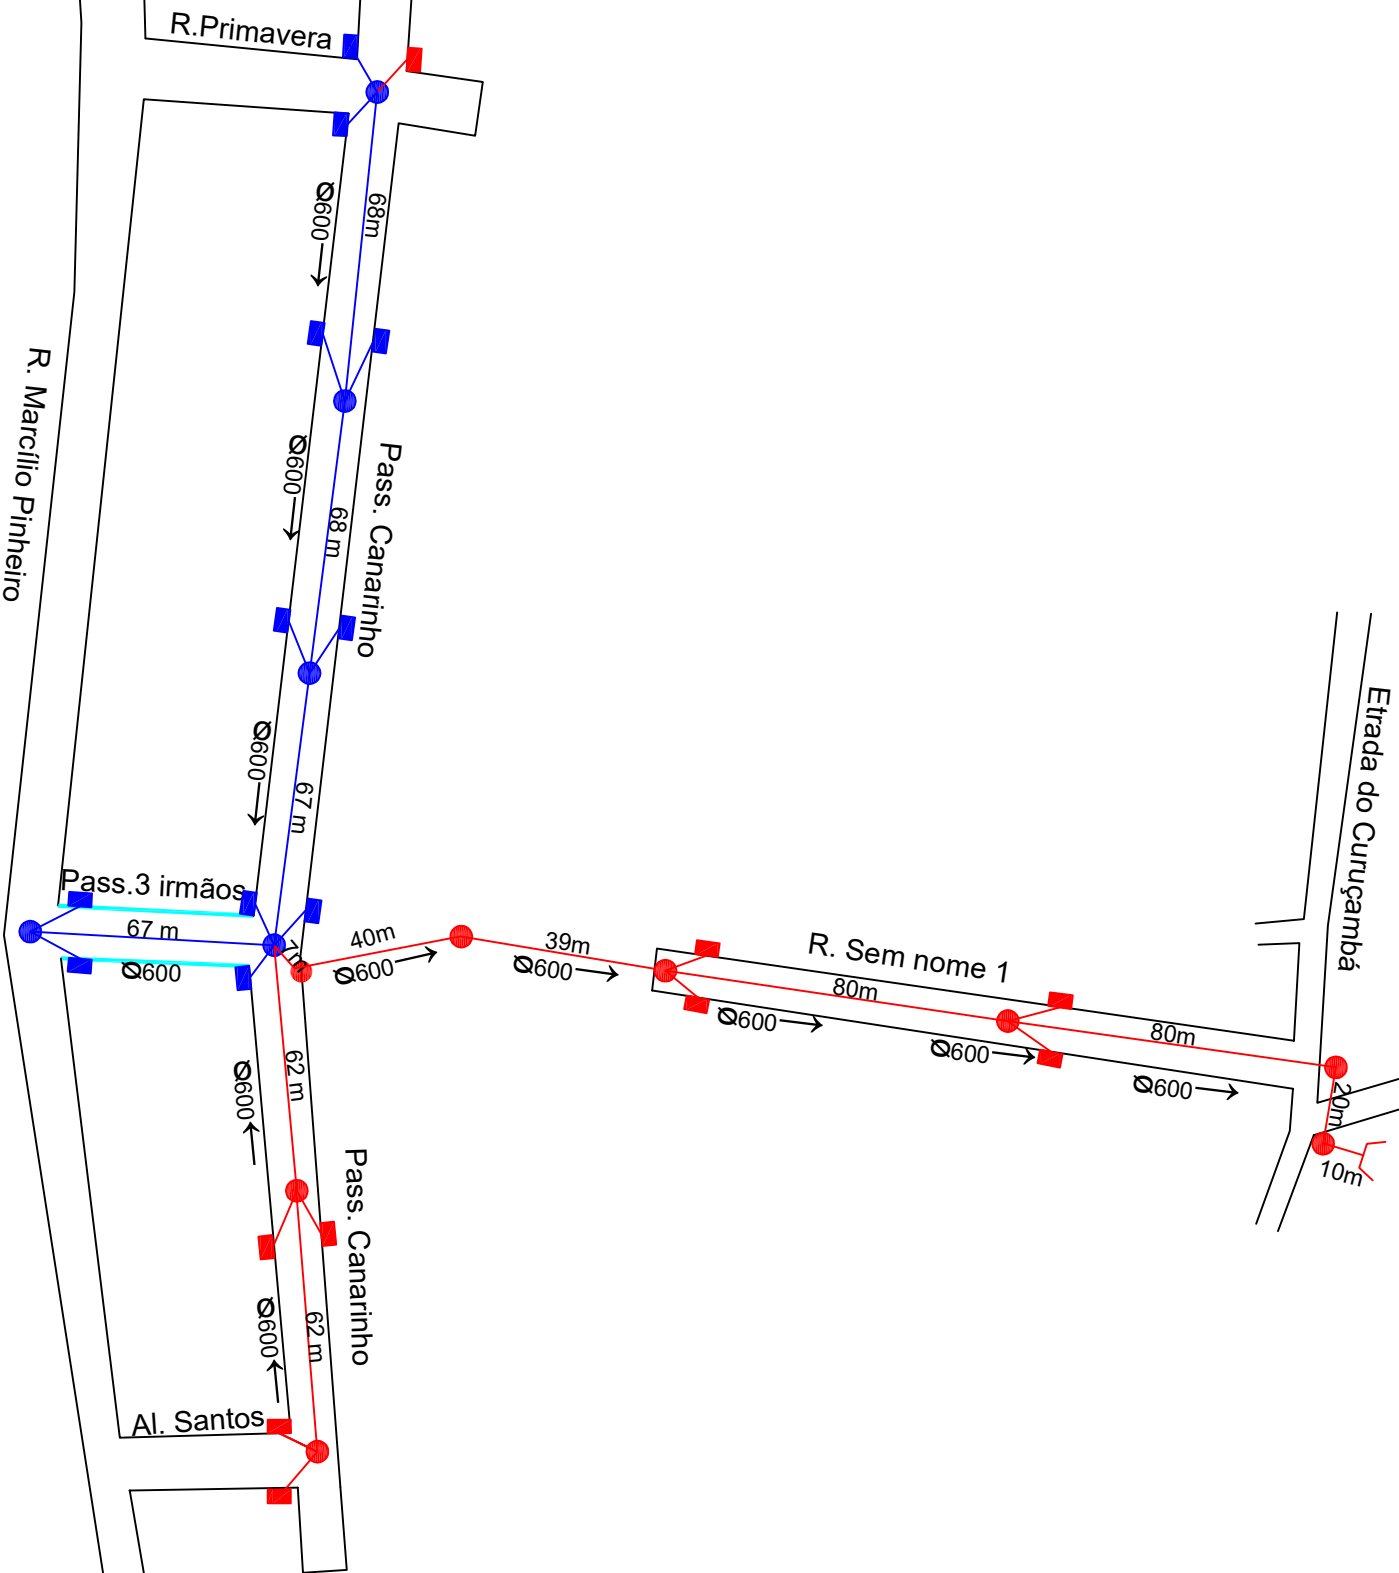 R.Primavera
Ø600
68m
R. Marcílio Pinheiro
Ø600
68 m
Pass. Canarinho
Ø600
67 m
Pass.3 irmãos
67 m
Ø600
7m
40m
Ø600
39m
Ø600
R. Sem nome 1
80m
Ø600
Ø600
80m
Ø600
Etrada do Curuçambá
20m
10m
Ø600
62 m
Pass. Canarinho
Ø600
62 m
Al. Santos